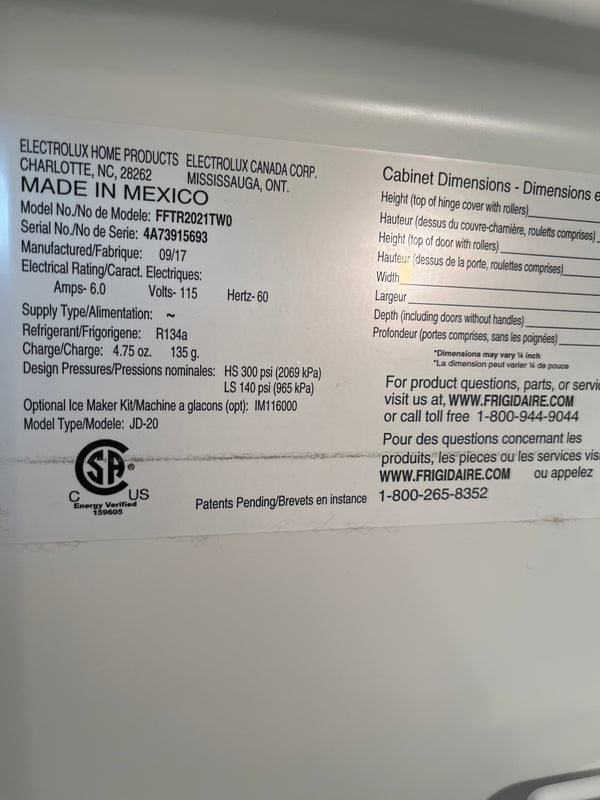 ELECTROLUX HOME PRODUCTS
CHARLOTTE, NC, 28262
ELECTROLUX CANADA CORP.
MISSISSAUGA, ONT.
MADE IN MEXICO
Model No./No de Modele: FFTR2021TW0
Serial No./No de Serie: 4A73915693
Manufactured/Fabrique: 09/17
Electrical Rating/Caract. Electriques:
Amps- 6.0 Volts- 115 Hertz- 60
Supply Type/Alimentation: ~
Refrigerant/Frigorigene: R134a
Charge/Charge: 4.75 oz. 135 g.
Design Pressures/Pressions nominales: HS 300 psi (2069 kPa)
LS 140 psi (965 kPa)
Optional Ice Maker Kit/Machine a glacons (opt): IM116000
Model Type/Modele: JD-20
SA ®
C US
Energy Verified
159605
Patents Pending/Brevets en instance
Cabinet Dimensions - Dimensions e
Height (top of hinge cover with rollers)
Hauteur (dessus du couvre-charnière, roulettes comprises)
Height (top of door with rollers)
Hauteur (dessus de la porte, roulettes comprises)
Width
Largeur
Depth (including doors without handles)
Profondeur (portes comprises, sans les poignées)
*Dimensions may vary ¼ inch
*La dimension peut varier ¼ de pouce
For product questions, parts, or servic
visit us at, WWW.FRIGIDAIRE.COM
or call toll free 1-800-944-9044
Pour des questions concernant les
produits, les pieces ou les services visi
WWW.FRIGIDAIRE.COM ou appelez
1-800-265-8352